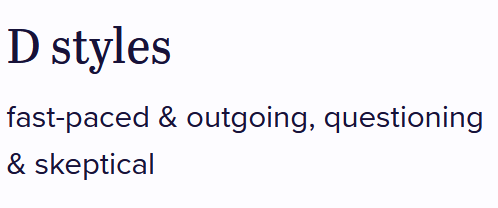 D styles
fast-paced & outgoing, questioning
& skeptical